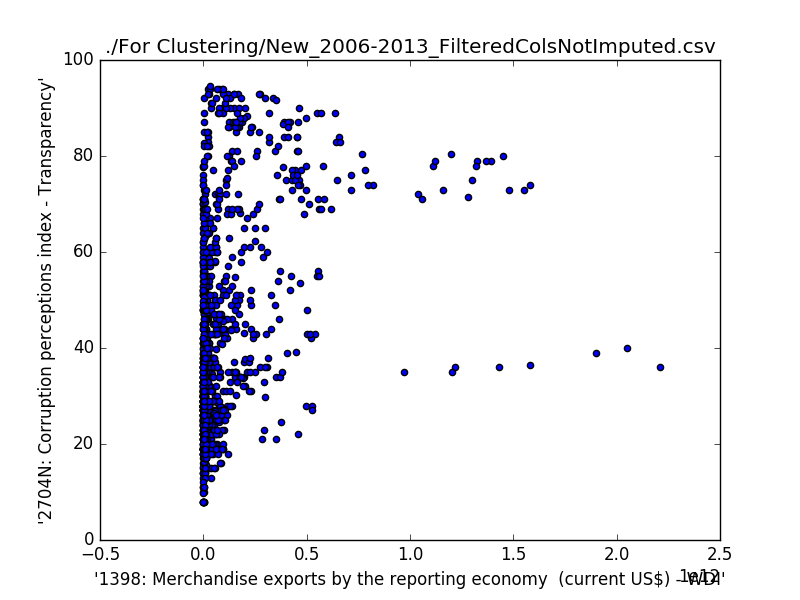 ./For Clustering/New_2006-2013_FilteredColsNotImputed.csv
100
80
60
40
20
0
'2704N: Corruption perceptions index - Transparency'
−0.5 0.0 0.5 1.0 1.5 2.0 2.5
1e12
'1398: Merchandise exports by the reporting economy  (current US$) - WDI'